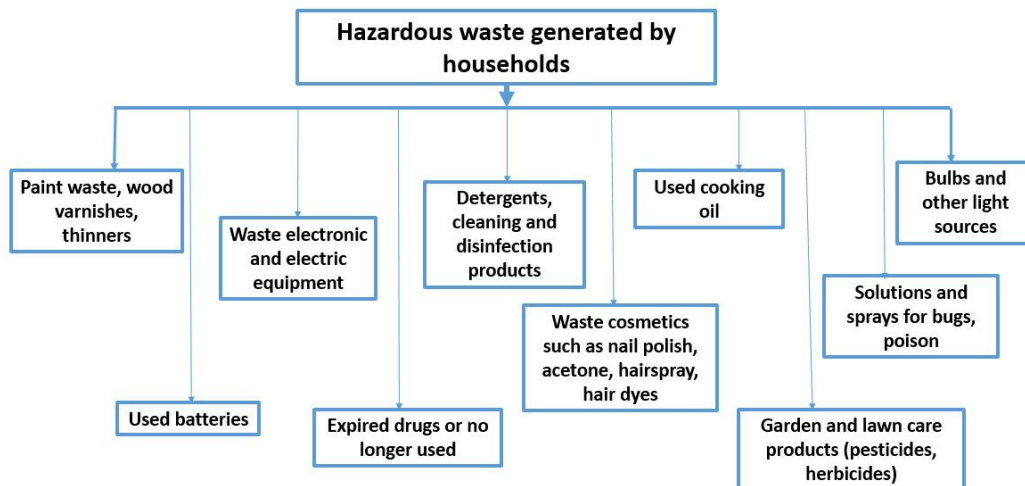 Hazardous waste generated by
households
Paint waste, wood
varnishes,
thinners
Used batteries
Waste electronic
and electric
equipment
Expired drugs or no
longer used
Detergents,
cleaning and
disinfection
products
Waste cosmetics
such as nail polish,
acetone, hairspray,
hair dyes
Used cooking
oil
Garden and lawn care
products (pesticides,
herbicides)
Solutions and
sprays for bugs,
poison
Bulbs and
other light
sources